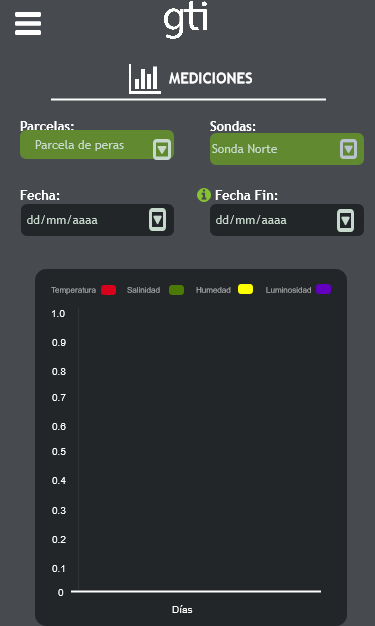 gti
MEDICIONES
Parcelas: Sondas:
Parcela de peras Sonda Norte
Fecha: Fecha Fin:
dd/mm/aaaa dd/mm/aaaa
Temperatura Salinidad Humedad Luminosidad
1.0
0.9
0.8
0.7
0.6
0.5
0.4
0.3
0.2
0.1
0
Días